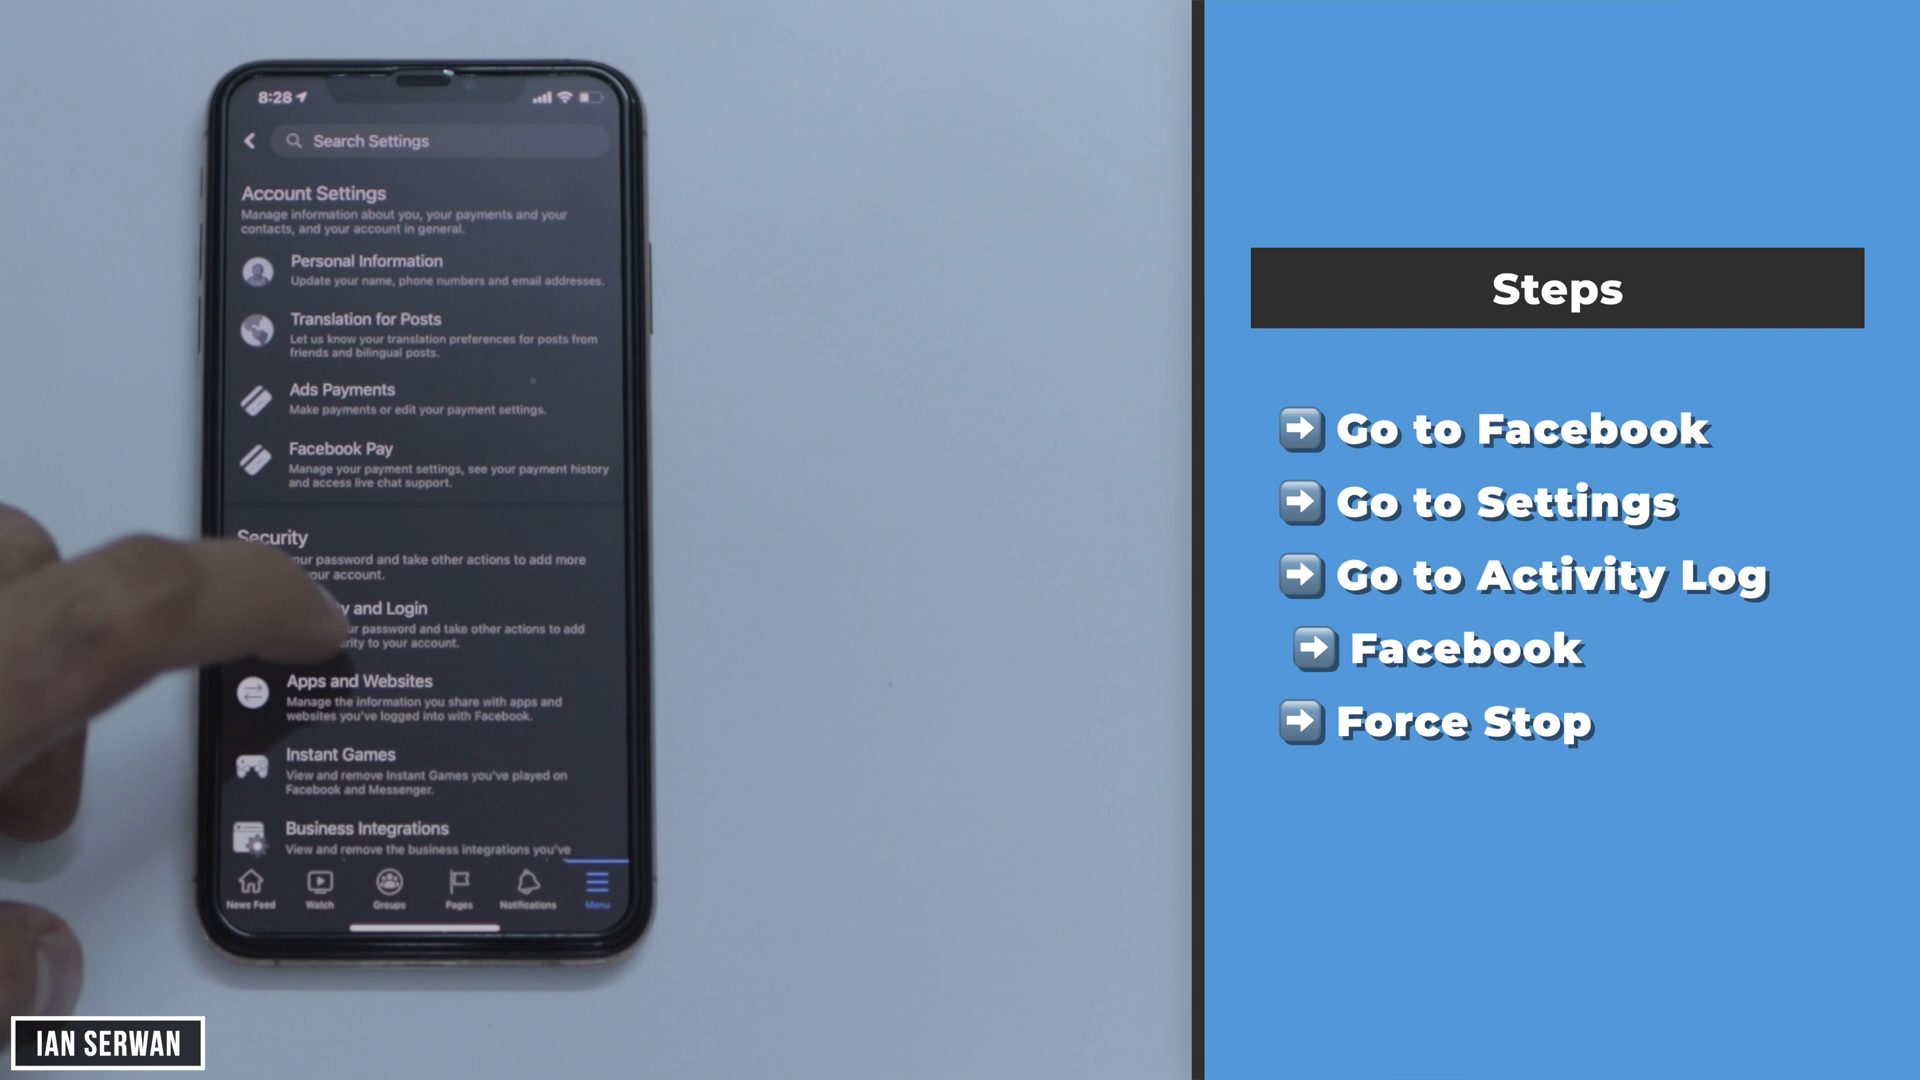 8:28
Search Settings
Account Settings
Manage information about you, your payments and your
contacts, and your account in general.
Personal Information
Update your name, phone numbers and email addresses.
Translation for Posts
Let us know your translation preferences for posts from
friends and bilingual posts.
Ads Payments
Make payments or edit your payment settings.
Facebook Pay
Manage your payment settings, see your payment history
and access live chat support.
Security
your password and take other actions to add more
your account.
and Login
password and take other actions to add
to your account.
Apps and Websites
Manage the information you share with apps and
websites you've logged into with Facebook.
Instant Games
View and remove Instant Games you've played on
Facebook and Messenger.
Business Integrations
View and remove the business integrations you've
News Feed
Watch
Groups
Pages
Notifications
Menu
IAN SERWAN
Steps
Go to Facebook
Go to Settings
Go to Activity Log
Facebook
Force Stop